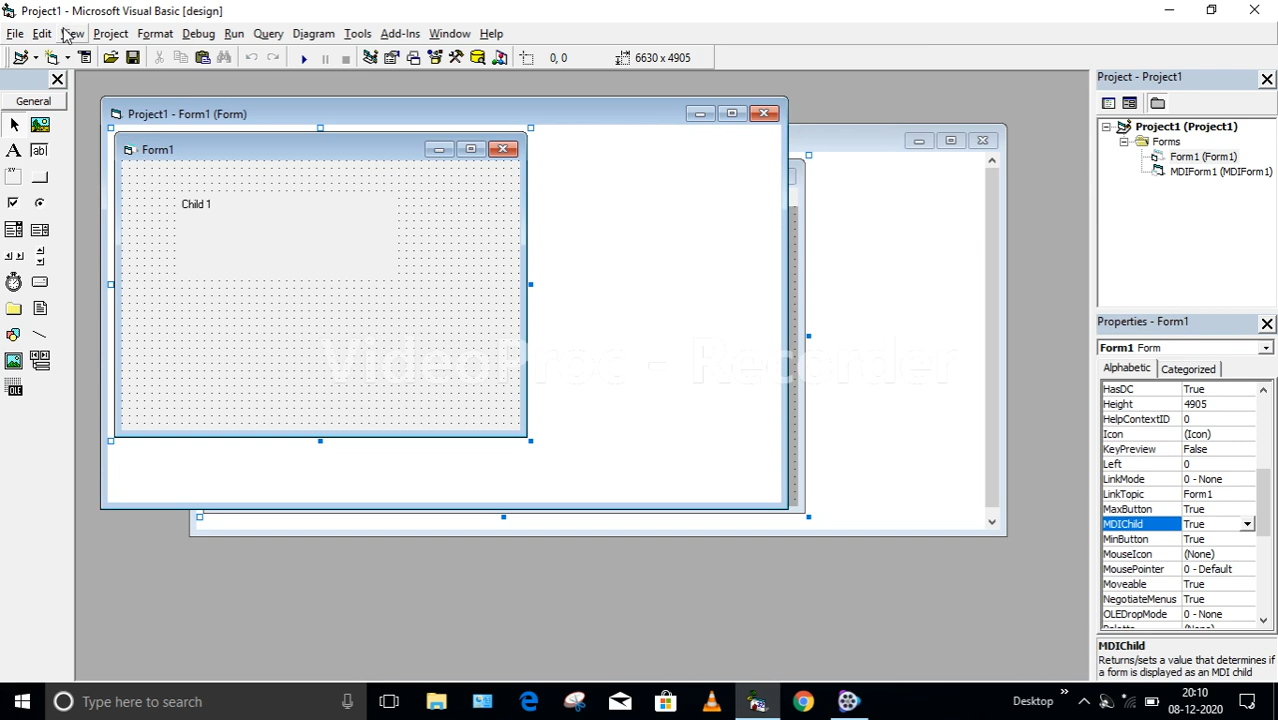 Project1 - Microsoft Visual Basic [design]
File Edit View Project Format Debug Run Query Diagram Tools Add-Ins Window Help
0, 0 6630 x 4905
General
Project1 - Form1 (Form)
Form1
Child 1
VideoProc - Recorder
Project - Project1
Project1 (Project1)
Forms
Form1 (Form1)
MDIForm1 (MDIForm1)
Properties - Form1
Form1 Form
Alphabetic Categorized
HasDC True
Height 4905
HelpContextID 0
Icon (Icon)
KeyPreview False
Left 0
LinkMode 0 - None
LinkTopic Form1
MaxButton True
MDIChild True
MinButton True
MouseIcon (None)
MousePointer 0 - Default
Moveable True
NegotiateMenus True
OLEDropMode 0 - None
MDIChild
Returns/sets a value that determines if
a form is displayed as an MDI child
Type here to search
Desktop
20:10
08-12-2020